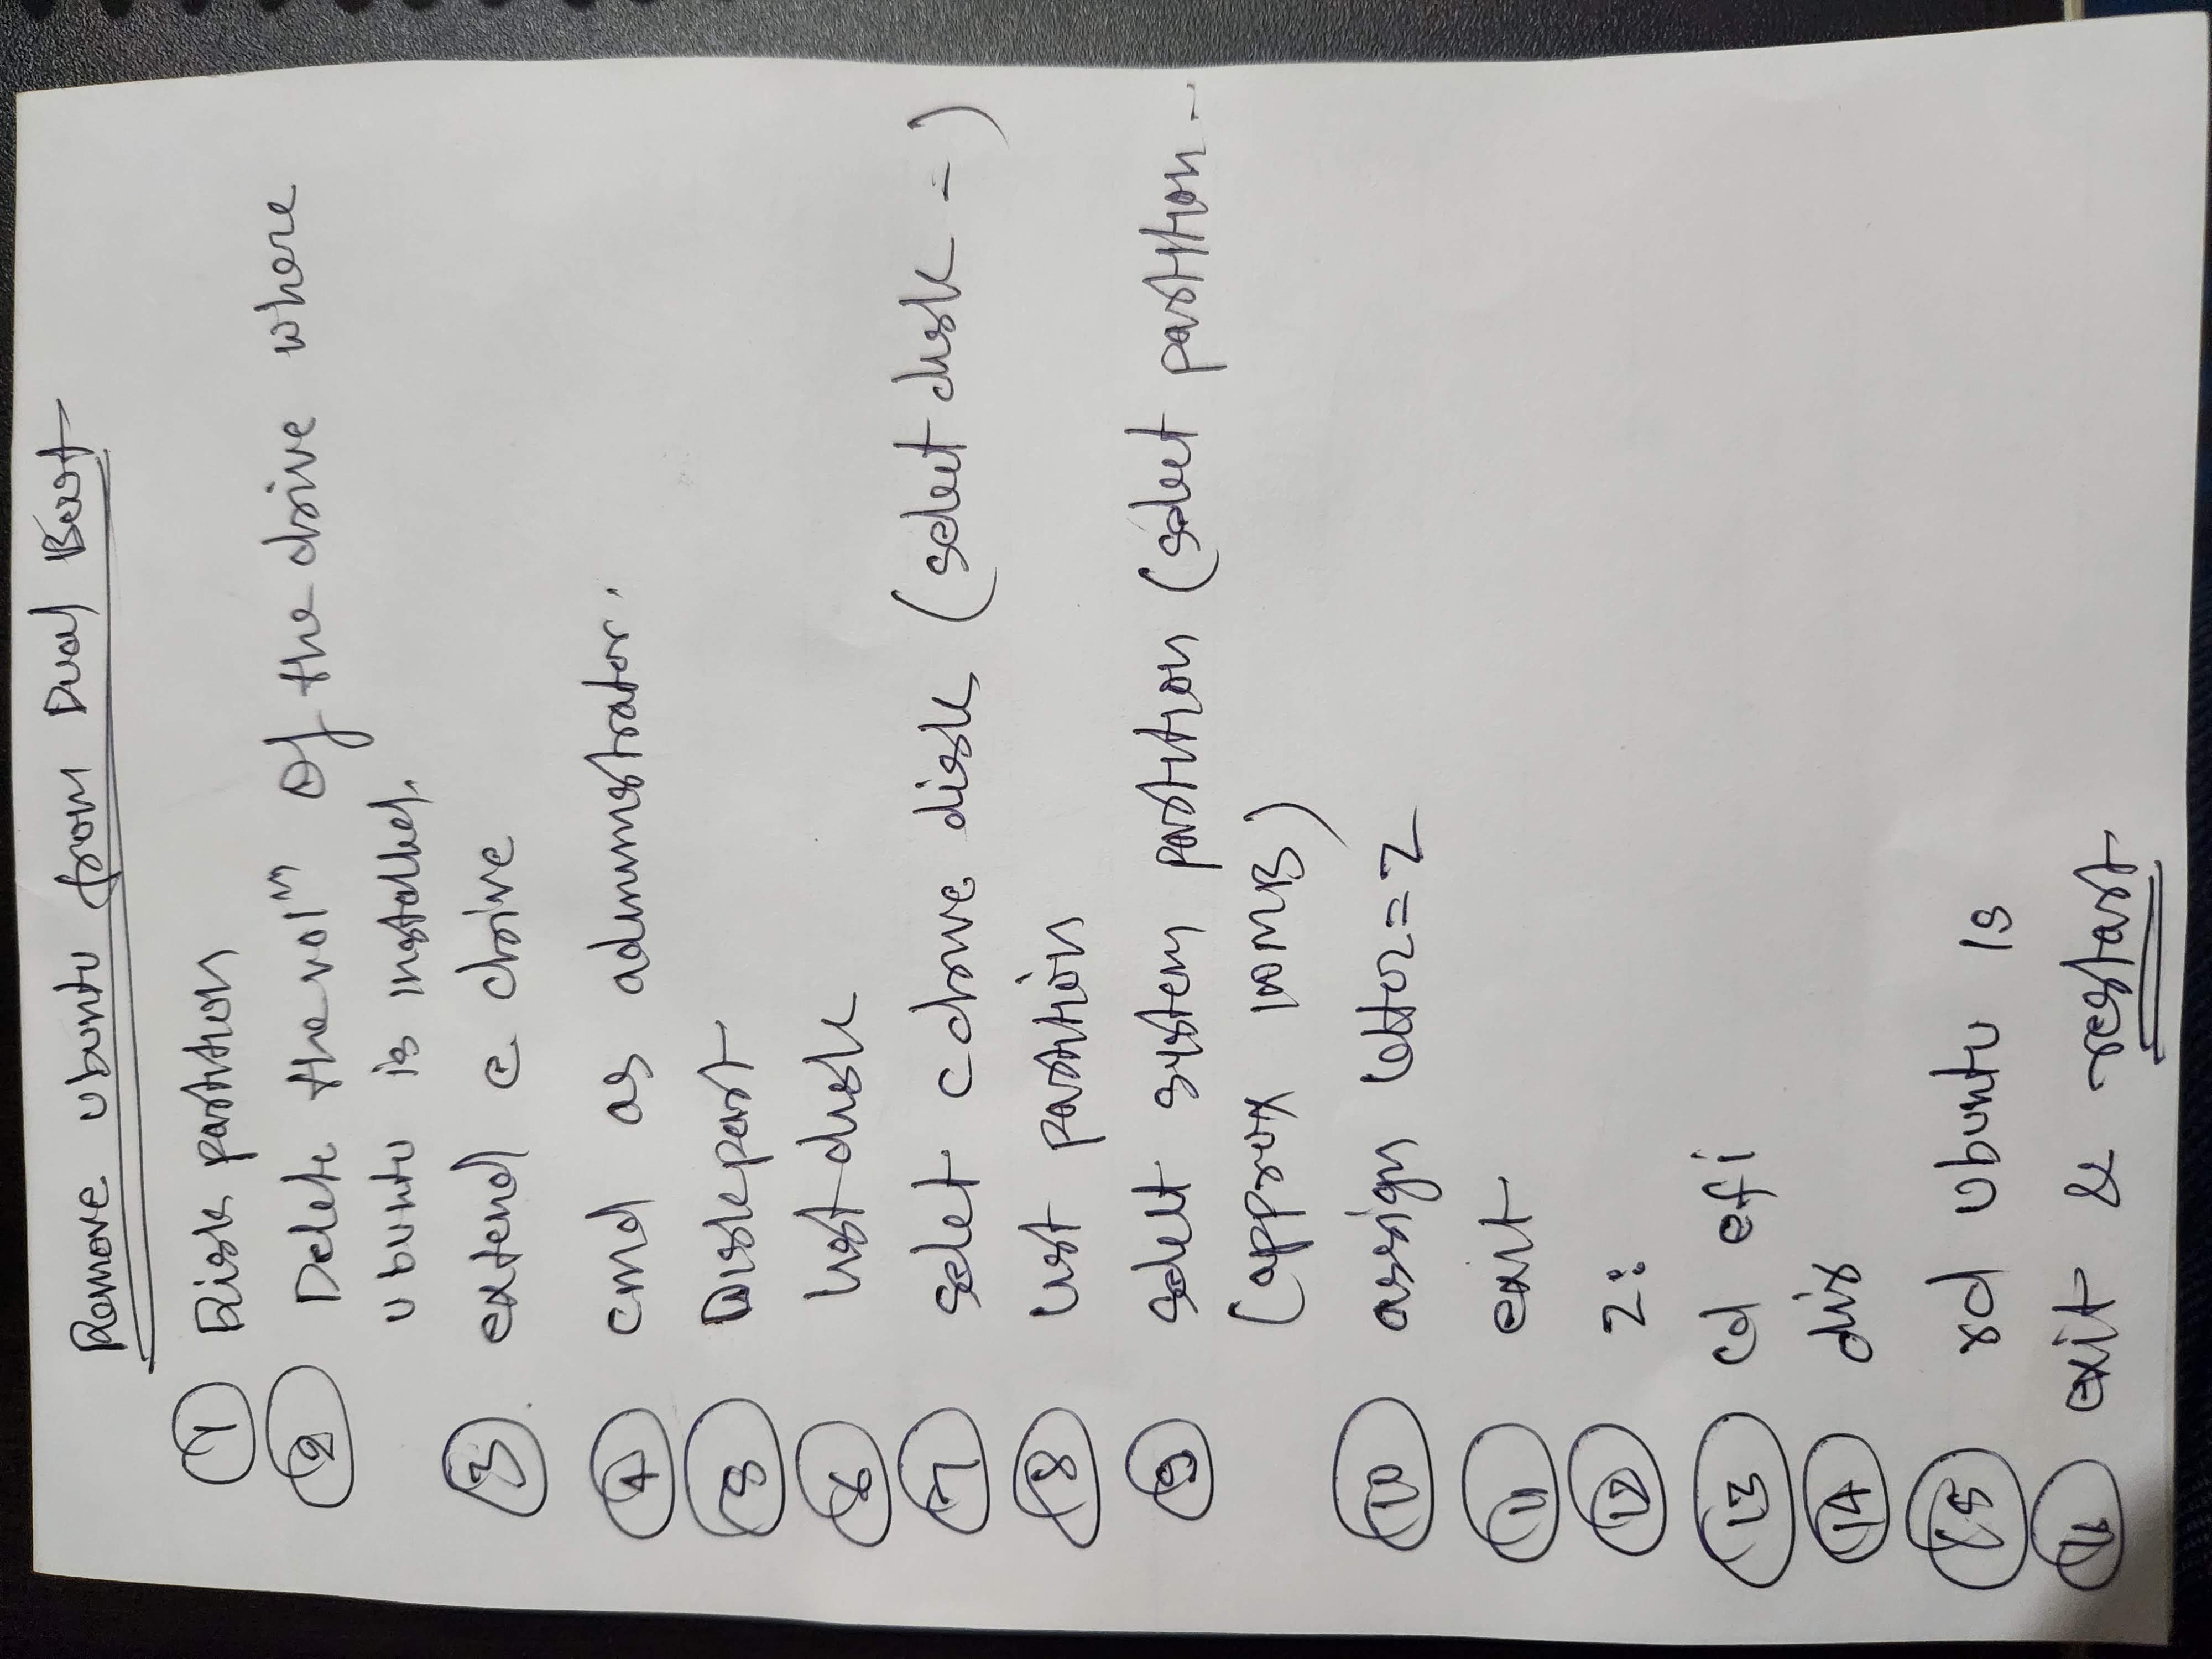 Remove Ubuntu from Dual Boot
1 Disk partition
2 Delete the volm of the drive where
Ubuntu is installed.
3. extend c drive
4 cmd as administrator.
5 Diskpart
6 list disk
7 selet c drive disk (select disk - )
8 list partition
9 select system partition (select partition -
(approx 100MB)
10 assign letter=z
11 exit
12 z:
13 cd efi
14 dir
15 rd Ubuntu /s
16 exit & restart